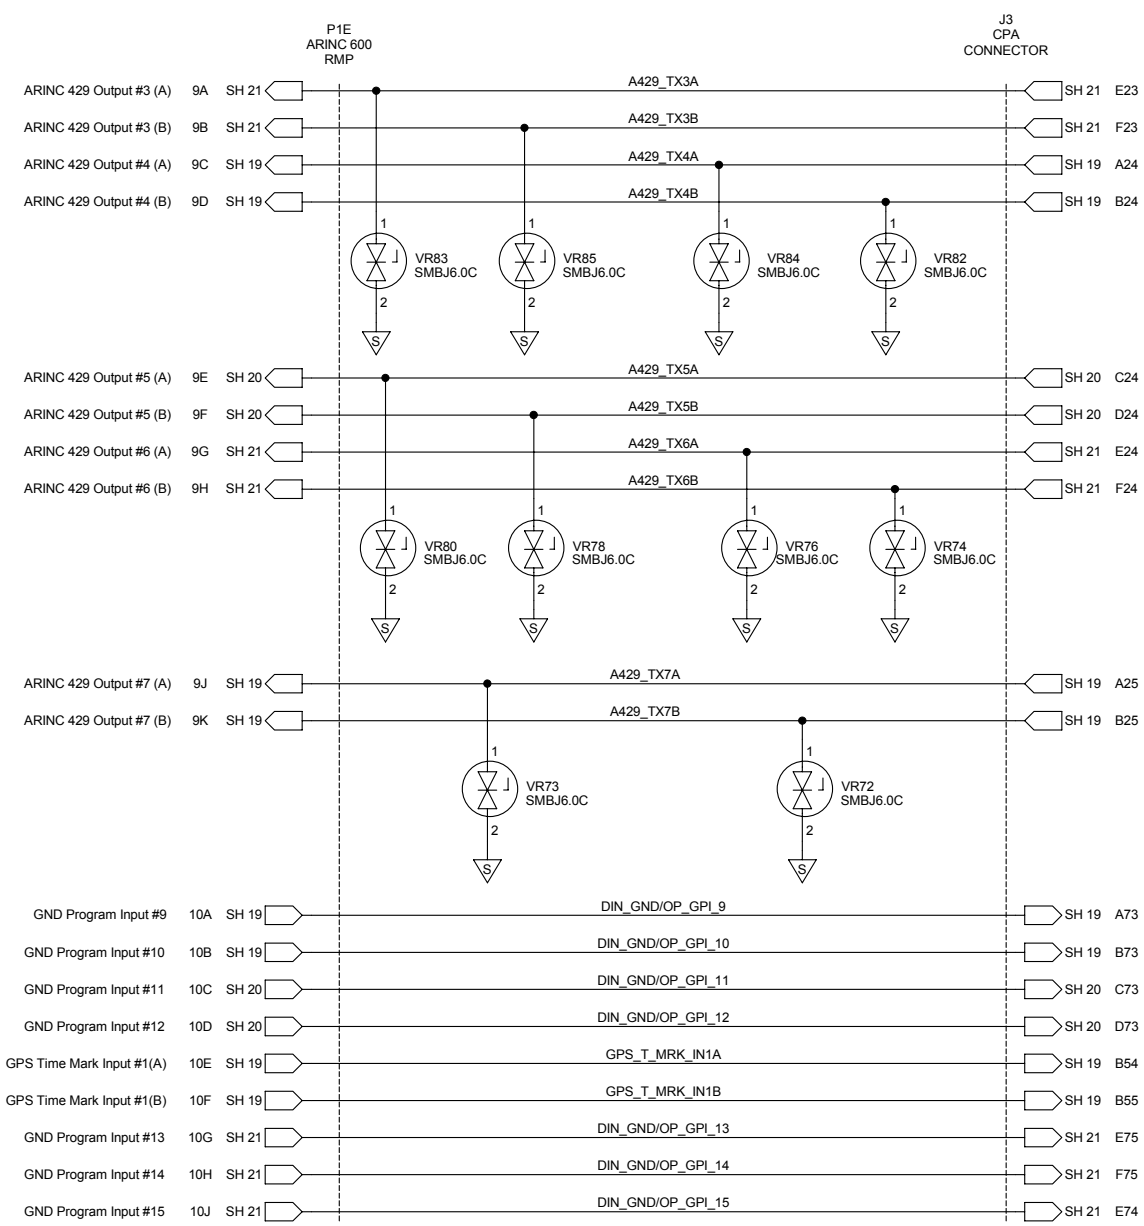 P1E
ARINC 600
RMP
J3
CPA
CONNECTOR
ARINC 429 Output #3 (A) 9A SH 21 A429_TX3A SH 21 E23
ARINC 429 Output #3 (B) 9B SH 21 A429_TX3B SH 21 F23
ARINC 429 Output #4 (A) 9C SH 19 A429_TX4A SH 19 A24
ARINC 429 Output #4 (B) 9D SH 19 A429_TX4B SH 19 B24
1 1 1 1
VR83 VR85 VR84 VR82
SMBJ6.0C SMBJ6.0C SMBJ6.0C SMBJ6.0C
2 2 2 2
S S S S
ARINC 429 Output #5 (A) 9E SH 20 A429_TX5A SH 20 C24
ARINC 429 Output #5 (B) 9F SH 20 A429_TX5B SH 20 D24
ARINC 429 Output #6 (A) 9G SH 21 A429_TX6A SH 21 E24
ARINC 429 Output #6 (B) 9H SH 21 A429_TX6B SH 21 F24
1 1 1 1
VR80 VR78 VR76 VR74
SMBJ6.0C SMBJ6.0C SMBJ6.0C SMBJ6.0C
2 2 2 2
S S S S
ARINC 429 Output #7 (A) 9J SH 19 A429_TX7A SH 19 A25
ARINC 429 Output #7 (B) 9K SH 19 A429_TX7B SH 19 B25
1 1
VR73 VR72
SMBJ6.0C SMBJ6.0C
2 2
S S
GND Program Input #9 10A SH 19 DIN_GND/OP_GPI_9 SH 19 A73
GND Program Input #10 10B SH 19 DIN_GND/OP_GPI_10 SH 19 B73
GND Program Input #11 10C SH 20 DIN_GND/OP_GPI_11 SH 20 C73
GND Program Input #12 10D SH 20 DIN_GND/OP_GPI_12 SH 20 D73
GPS Time Mark Input #1(A) 10E SH 19 GPS_T_MRK_IN1A SH 19 B54
GPS Time Mark Input #1(B) 10F SH 19 GPS_T_MRK_IN1B SH 19 B55
GND Program Input #13 10G SH 21 DIN_GND/OP_GPI_13 SH 21 E75
GND Program Input #14 10H SH 21 DIN_GND/OP_GPI_14 SH 21 F75
GND Program Input #15 10J SH 21 DIN_GND/OP_GPI_15 SH 21 E74